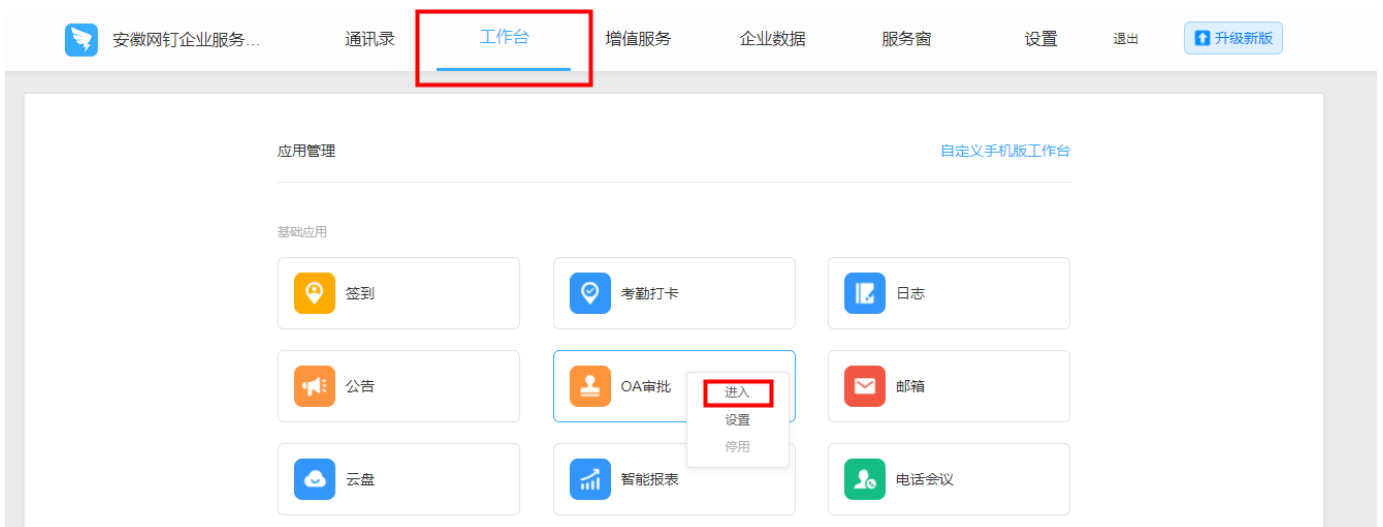 安徽网钉企业服务... 通讯录 工作台 增值服务 企业数据 服务窗 设置 退出 升级新版
应用管理 自定义手机版工作台
基础应用
签到 考勤打卡 日志
公告 OA审批 邮箱
进入
设置
停用
云盘 智能报表 电话会议